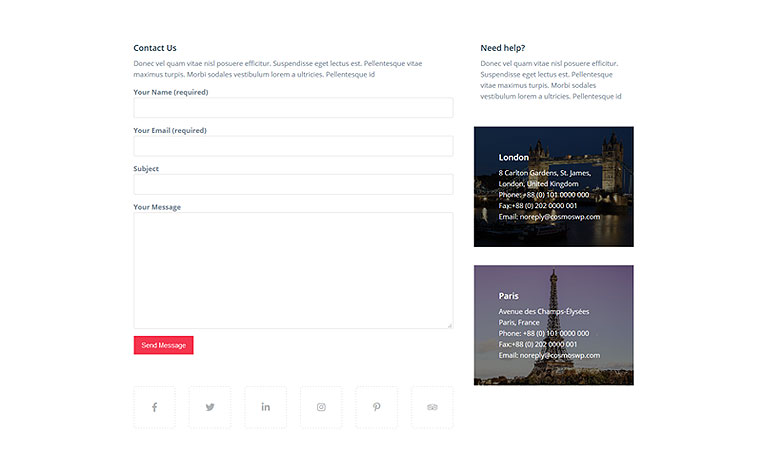 Contact Us
Donec vel quam vitae nisl posuere efficitur. Suspendisse eget lectus est. Pellentesque vitae
maximus turpis. Morbi sodales vestibulum lorem a ultricies. Pellentesque id
Your Name (required)
Your Email (required)
Subject
Your Message
Send Message
Need help?
Donec vel quam vitae nisl posuere efficitur.
Suspendisse eget lectus est. Pellentesque
vitae maximus turpis. Morbi sodales
vestibulum lorem a ultricies. Pellentesque id
London
8 Carlton Gardens, St. James,
London, United Kingdom
Phone: +88 (0) 101 0000 000
Fax:+88 (0) 202 0000 001
Email: noreply@cosmoswp.com
Paris
Avenue des Champs-Élysées
Paris, France
Phone: +88 (0) 101 0000 000
Fax:+88 (0) 202 0000 001
Email: noreply@cosmoswp.com